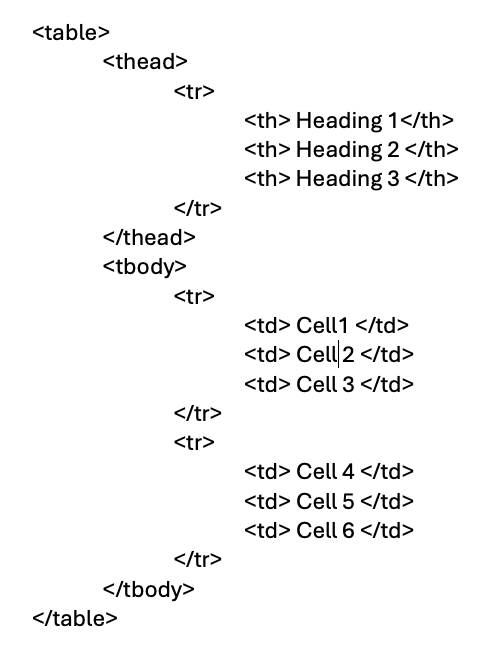 <table>
<thead>
<tr>
<th> Heading 1</th>
<th> Heading 2 </th>
<th> Heading 3 </th>
</tr>
</thead>
<tbody>
<tr>
<td> Cell1 </td>
<td> Cell 2 </td>
<td> Cell 3 </td>
</tr>
<tr>
<td> Cell 4 </td>
<td> Cell 5 </td>
<td> Cell 6 </td>
</tr>
</tbody>
</table>